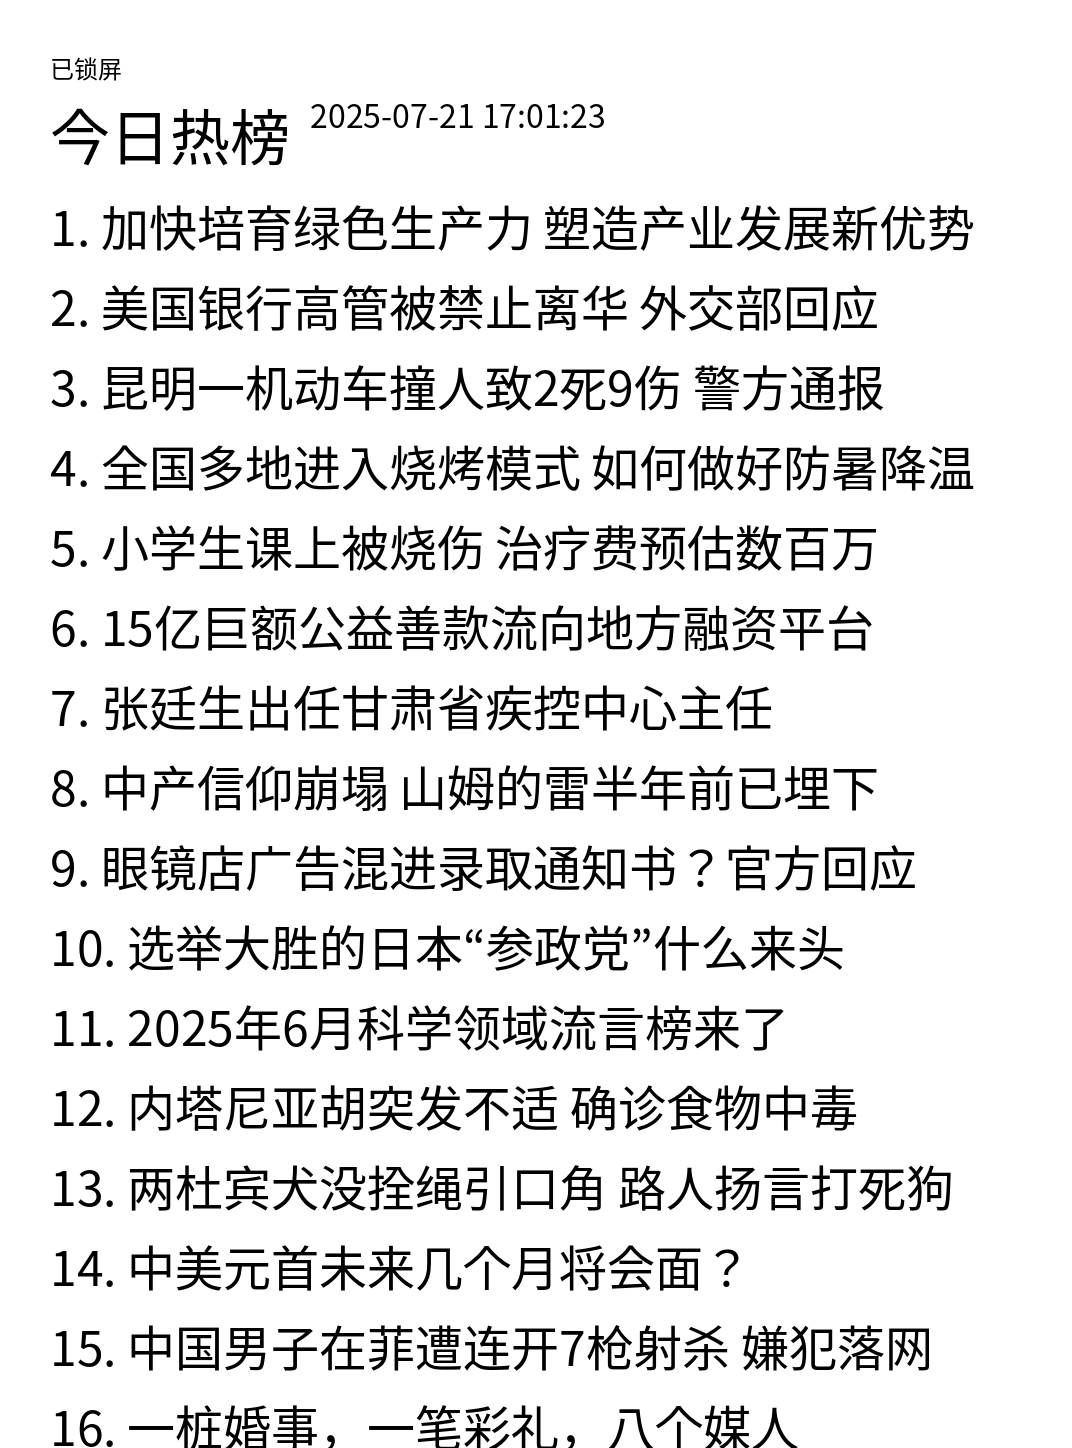 已锁屏
今日热榜 2025-07-21 17:01:23
1. 加快培育绿色生产力 塑造产业发展新优势
2. 美国银行高管被禁止离华 外交部回应
3. 昆明一机动车撞人致2死9伤 警方通报
4. 全国多地进入烧烤模式 如何做好防暑降温
5. 小学生课上被烧伤 治疗费预估数百万
6. 15亿巨额公益善款流向地方融资平台
7. 张廷生出任甘肃省疾控中心主任
8. 中产信仰崩塌 山姆的雷半年前已埋下
9. 眼镜店广告混进录取通知书？官方回应
10. 选举大胜的日本“参政党”什么来头
11. 2025年6月科学领域流言榜来了
12. 内塔尼亚胡突发不适 确诊食物中毒
13. 两杜宾犬没拴绳引口角 路人扬言打死狗
14. 中美元首未来几个月将会面？
15. 中国男子在菲遭连开7枪射杀 嫌犯落网
16. 一桩婚事，一笔彩礼，八个媒人